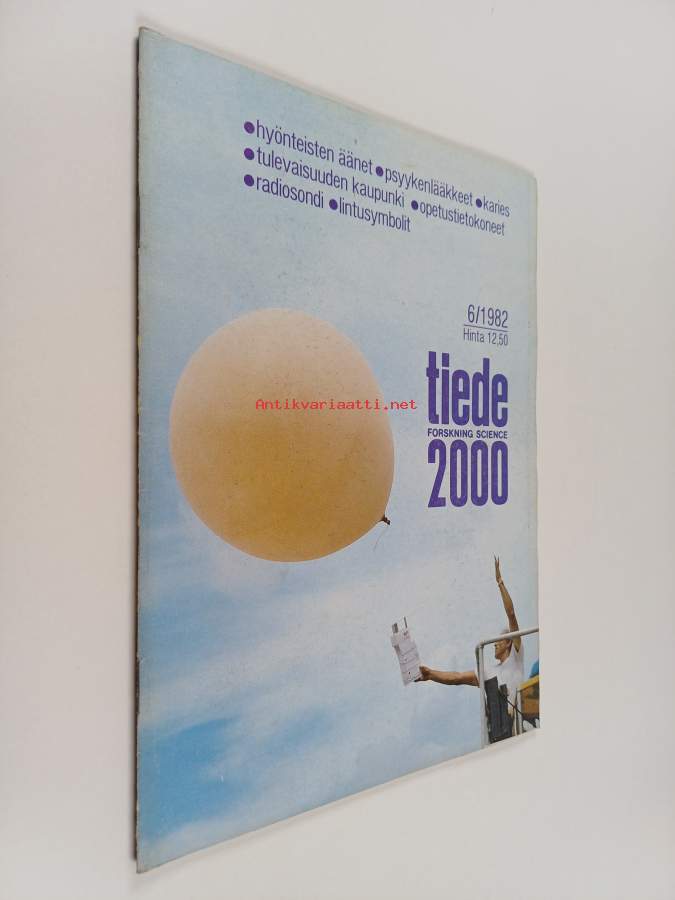 ●hyönteisten äänet ●psyykenlääkkeet ●karies
●tulevaisuuden kaupunki ●opetustietokoneet
●radiosondi ●lintusymbolit
6/1982
Hinta 12,50
tiede
FORSKNING SCIENCE
2000
Antikvariaatti.net